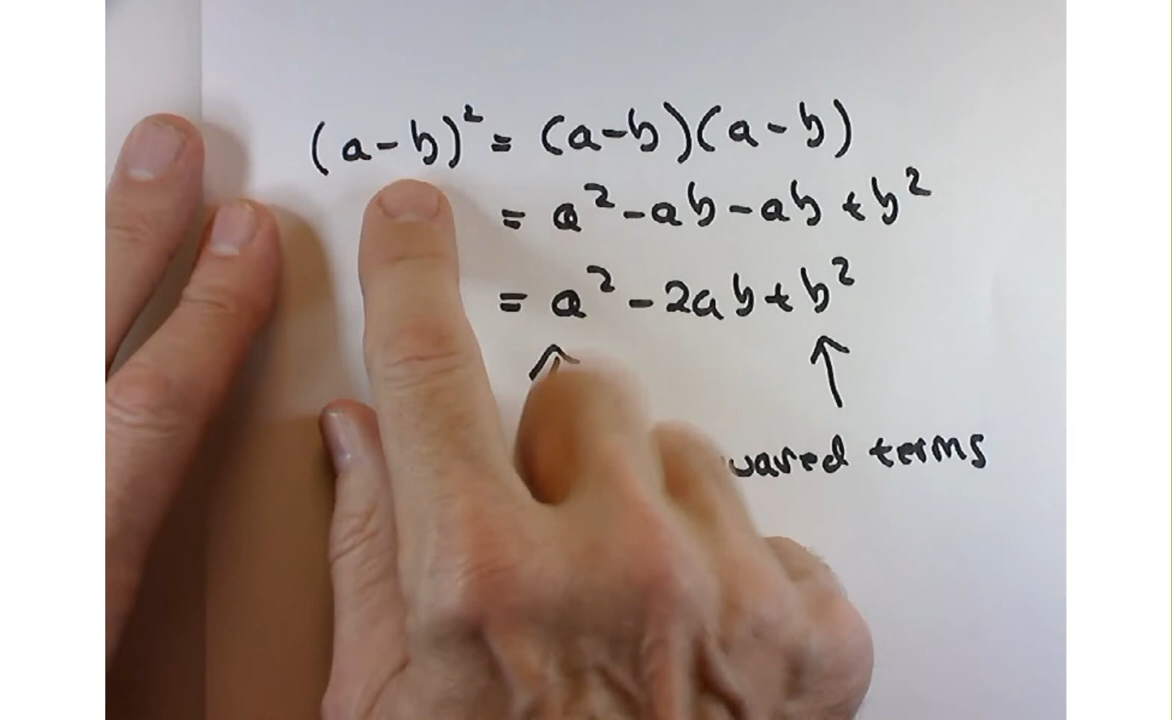 (a-b)² = (a-b)(a-b)
= a² - ab - ab + b²
= a² - 2ab + b²
↑ ↑
terms